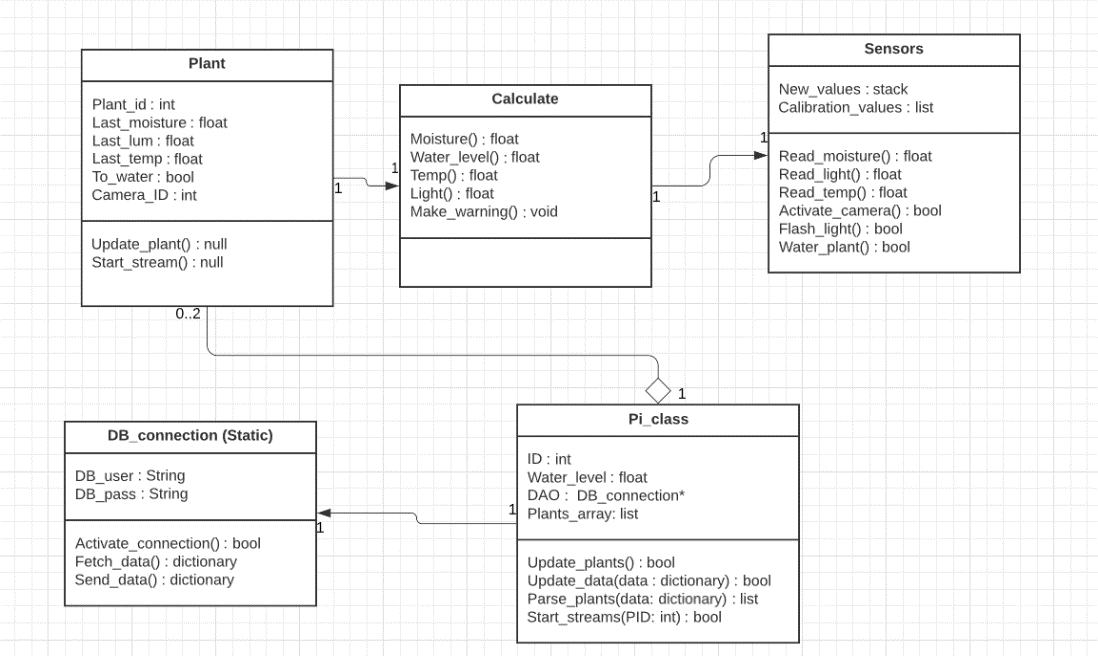 Plant
Plant_id : int
Last_moisture : float
Last_lum : float
Last_temp : float
To_water : bool
Camera_ID : int
Update_plant() : null
Start_stream() : null
1
1
Calculate
Moisture() : float
Water_level() : float
Temp() : float
Light() : float
Make_warning() : void
1
1
Sensors
New_values : stack
Calibration_values : list
Read_moisture() : float
Read_light() : float
Read_temp() : float
Activate_camera() : bool
Flash_light() : bool
Water_plant() : bool
0..2
1
DB_connection (Static)
DB_user : String
DB_pass : String
Activate_connection() : bool
Fetch_data() : dictionary
Send_data() : dictionary
1
1
Pi_class
ID : int
Water_level : float
DAO :  DB_connection*
Plants_array: list
Update_plants() : bool
Update_data(data : dictionary) : bool
Parse_plants(data: dictionary) : list
Start_streams(PID: int) : bool